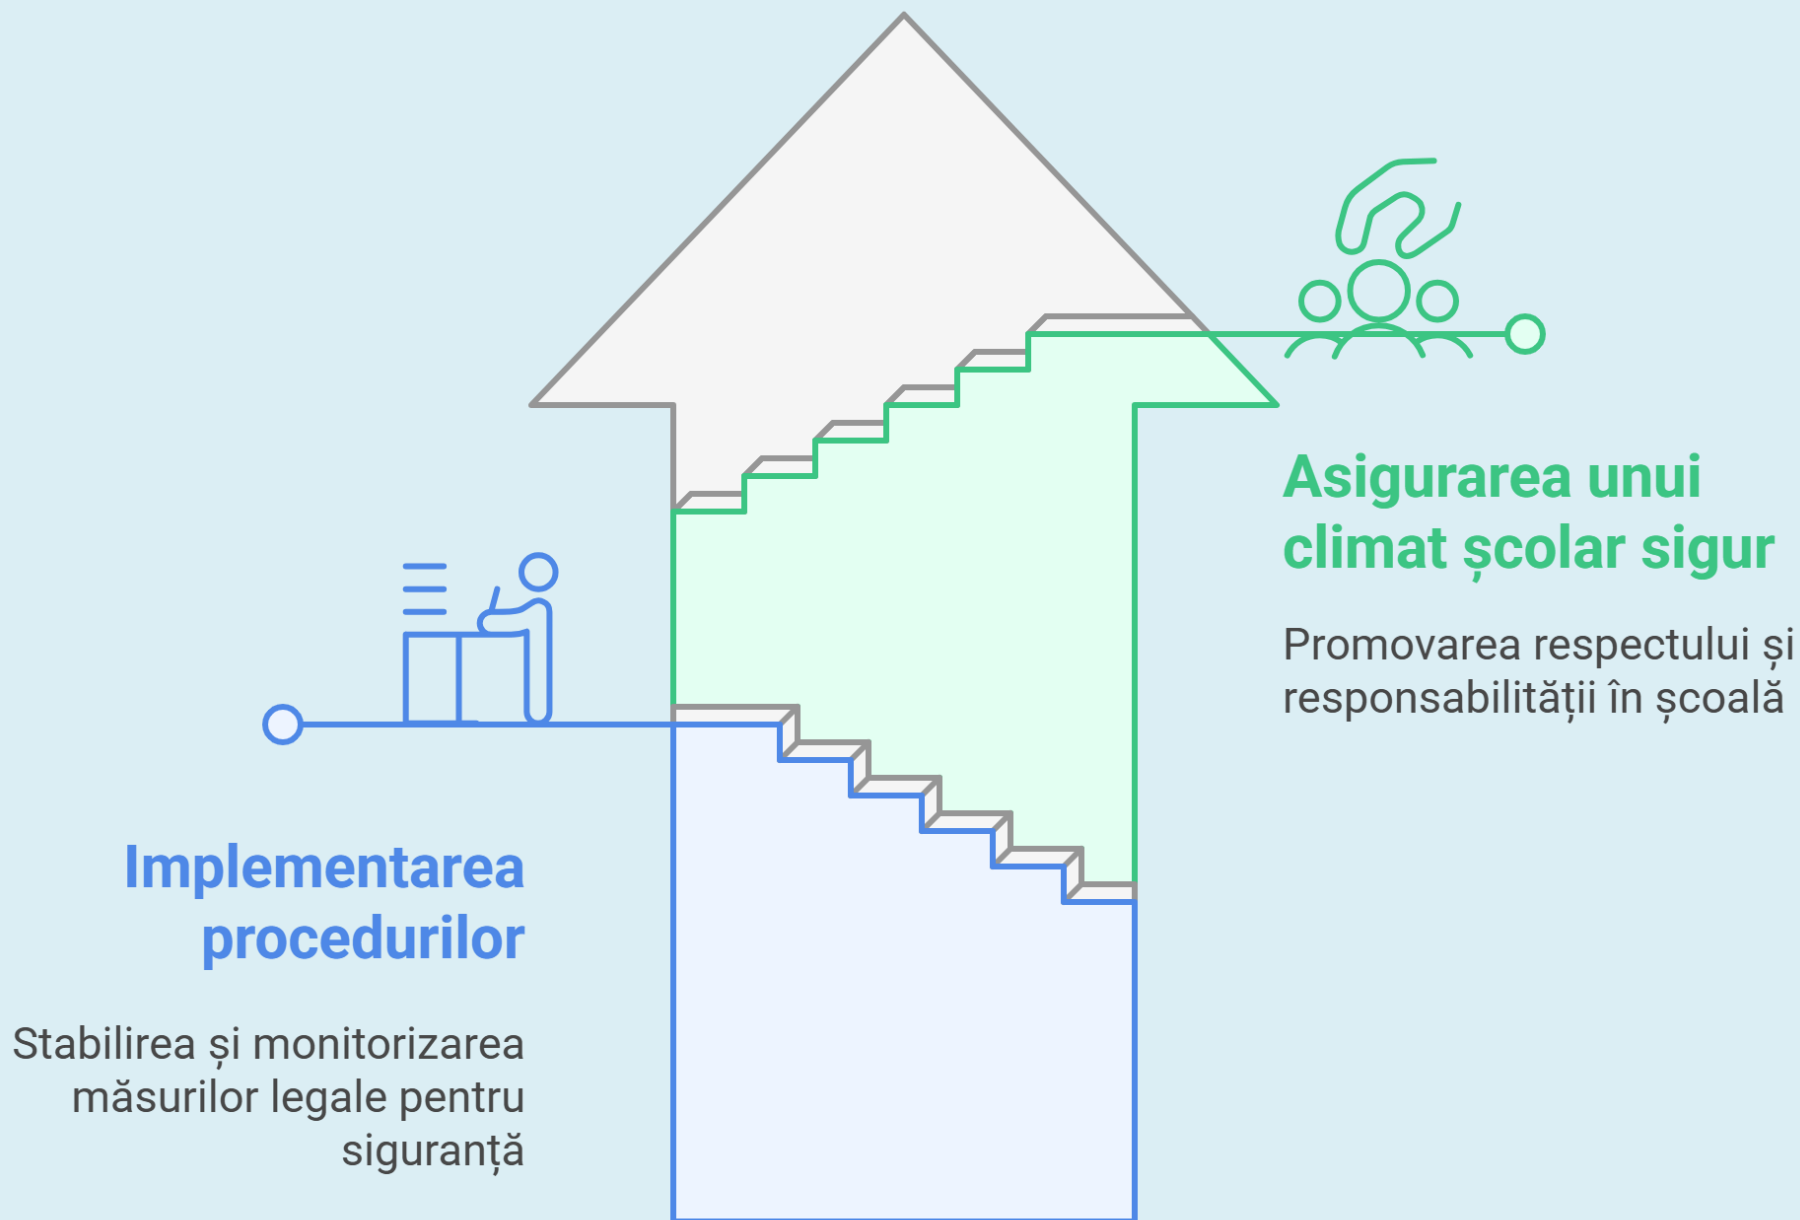 Asigurarea unui
climat școlar sigur
Promovarea respectului și
responsabilității în școală
Implementarea
procedurilor
Stabilirea și monitorizarea
măsurilor legale pentru
siguranță